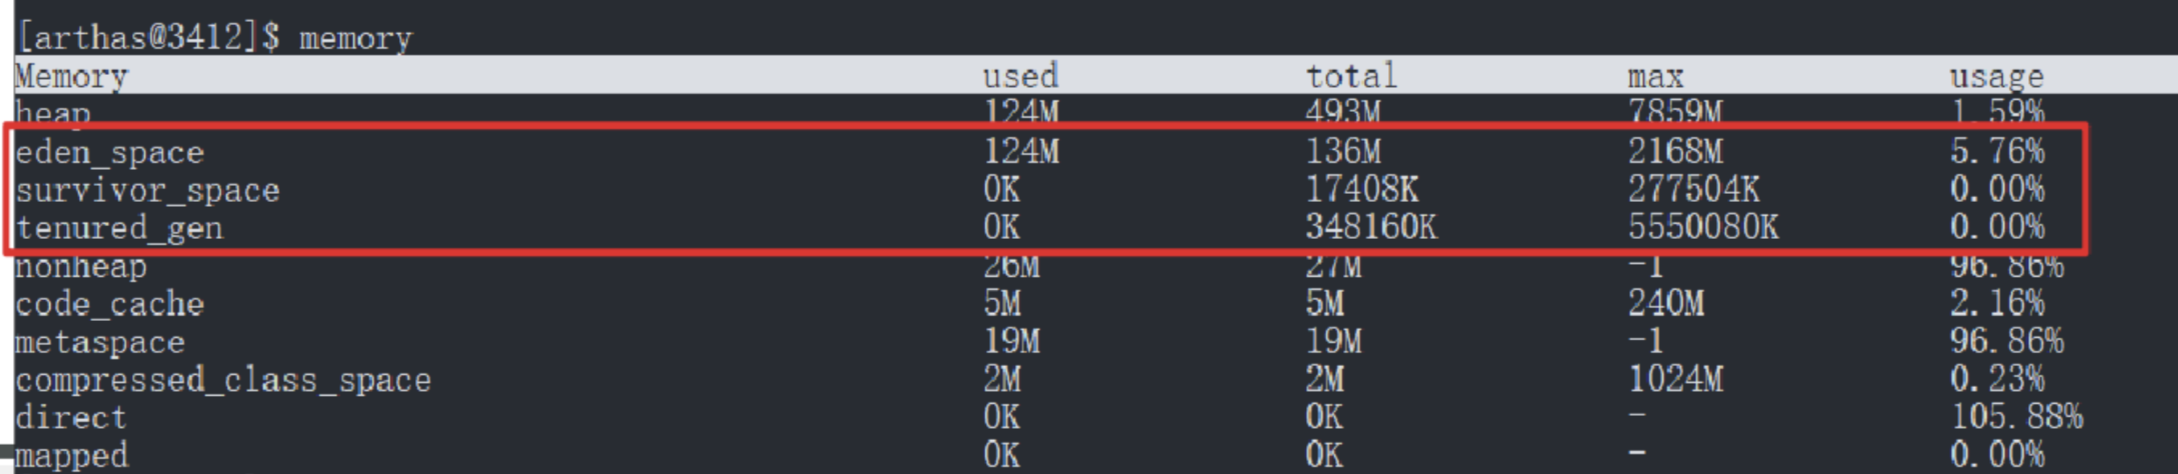 [arthas@3412]$ memory
Memory used total max usage
heap 124M 493M 7859M 1.59%
eden_space 124M 136M 2168M 5.76%
survivor_space 0K 17408K 277504K 0.00%
tenured_gen 0K 348160K 5550080K 0.00%
nonheap 26M 27M -1 96.86%
code_cache 5M 5M 240M 2.16%
metaspace 19M 19M -1 96.86%
compressed_class_space 2M 2M 1024M 0.23%
direct 0K 0K - 105.88%
mapped 0K 0K - 0.00%